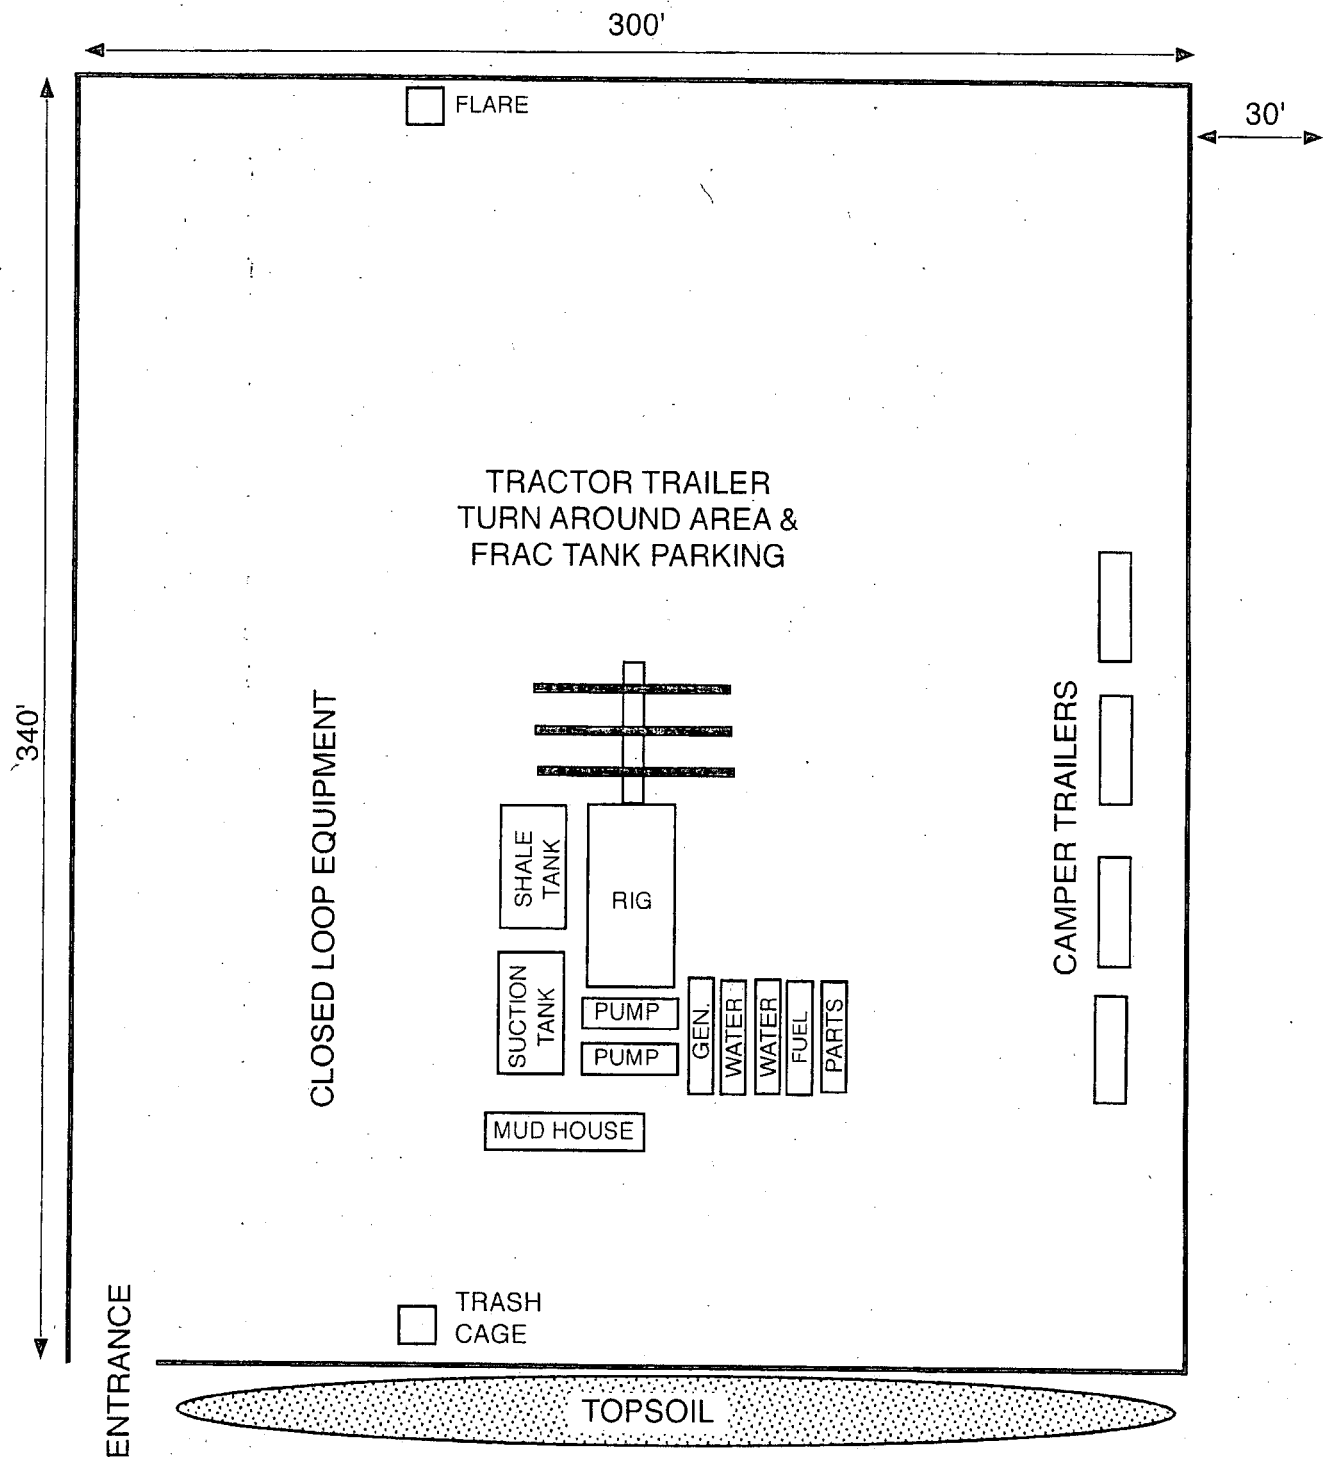 300'
FLARE
30'
TRACTOR TRAILER
TURN AROUND AREA &
FRAC TANK PARKING
340'
CLOSED LOOP EQUIPMENT
CAMPER TRAILERS
SHALE
TANK
RIG
SUCTION
TANK
PUMP
PUMP
GEN.
WATER
WATER
FUEL
PARTS
MUD HOUSE
TRASH
CAGE
ENTRANCE
TOPSOIL